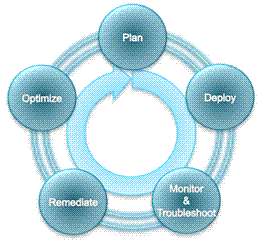 Plan
Deploy
Monitor
&
Troubleshoot
Remediate
Optimize